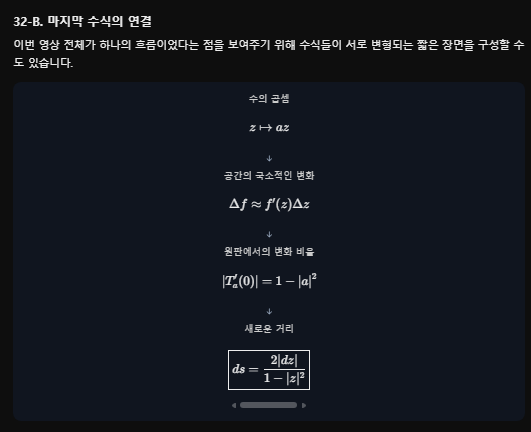 32-B. 마지막 수식의 연결
이번 영상 전체가 하나의 흐름이었다는 점을 보여주기 위해 수식들이 서로 변형되는 짧은 장면을 구성할 수
도 있습니다.
수의 곱셈
z ↦ az
↓
공간의 국소적인 변화
Δf ≈ f′(z)Δz
↓
원판에서의 변화 비율
|T′ₐ(0)| = 1 − |a|²
↓
새로운 거리
ds = 2|dz| / (1 − |z|²)